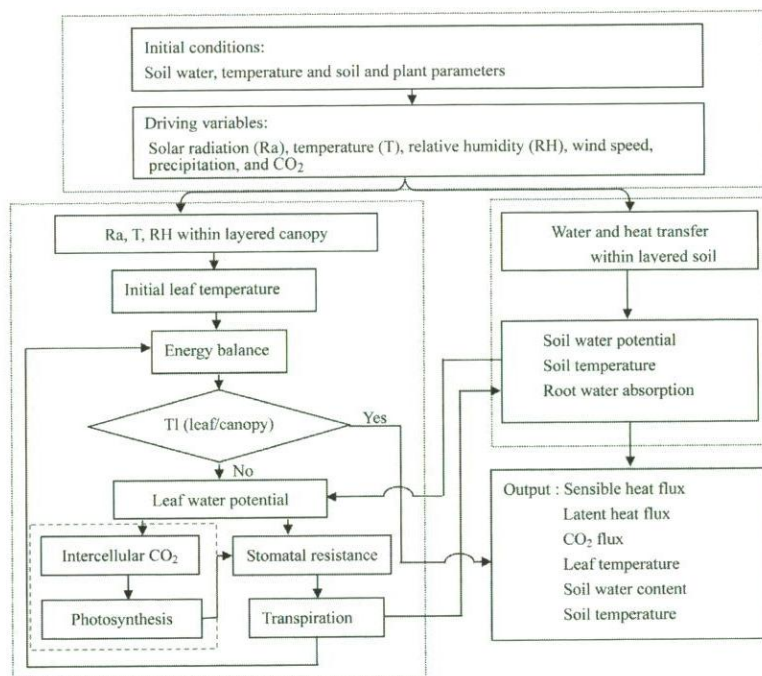 Initial conditions:
Soil water, temperature and soil and plant parameters
Driving variables:
Solar radiation (Ra), temperature (T), relative humidity (RH), wind speed,
precipitation, and CO₂
Ra, T, RH within layered canopy
Initial leaf temperature
Energy balance
Tl (leaf/canopy)
Yes
No
Leaf water potential
Intercellular CO₂
Stomatal resistance
Photosynthesis
Transpiration
Water and heat transfer
within layered soil
Soil water potential
Soil temperature
Root water absorption
Output : Sensible heat flux
Latent heat flux
CO₂ flux
Leaf temperature
Soil water content
Soil temperature